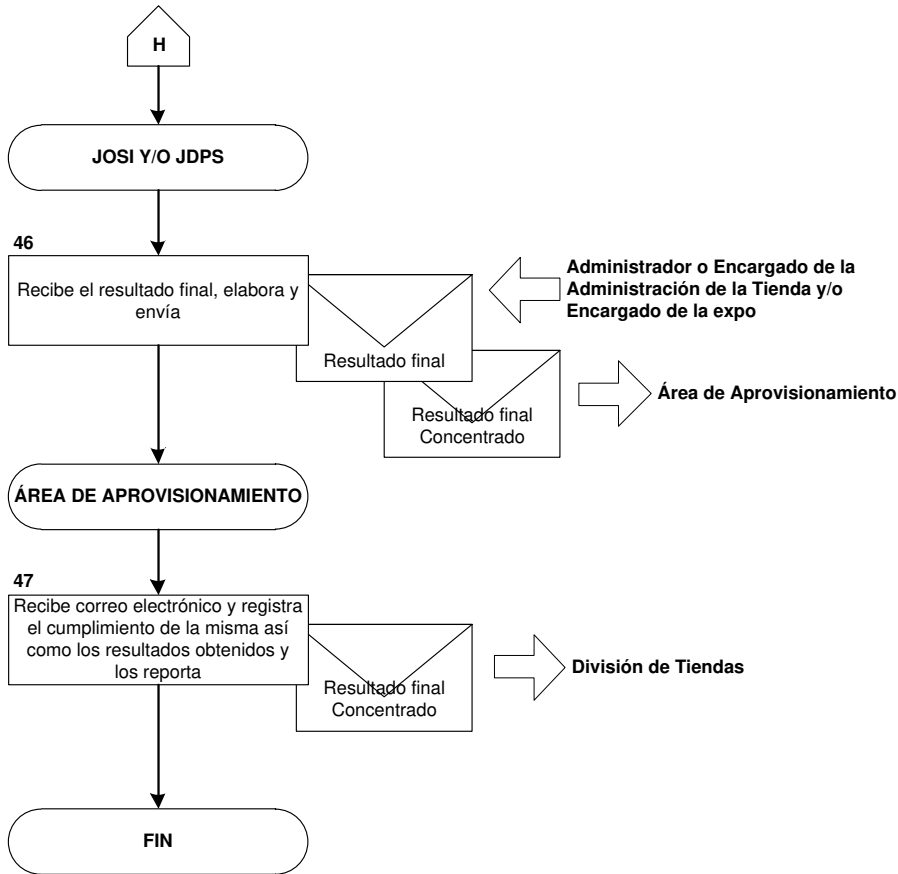 H
JOSI Y/O JDPS
46
Recibe el resultado final, elabora y
envía
Resultado final
Administrador o Encargado de la
Administración de la Tienda y/o
Encargado de la expo
Resultado final
Concentrado
Área de Aprovisionamiento
ÁREA DE APROVISIONAMIENTO
47
Recibe correo electrónico y registra
el cumplimiento de la misma así
como los resultados obtenidos y
los reporta
Resultado final
Concentrado
División de Tiendas
FIN